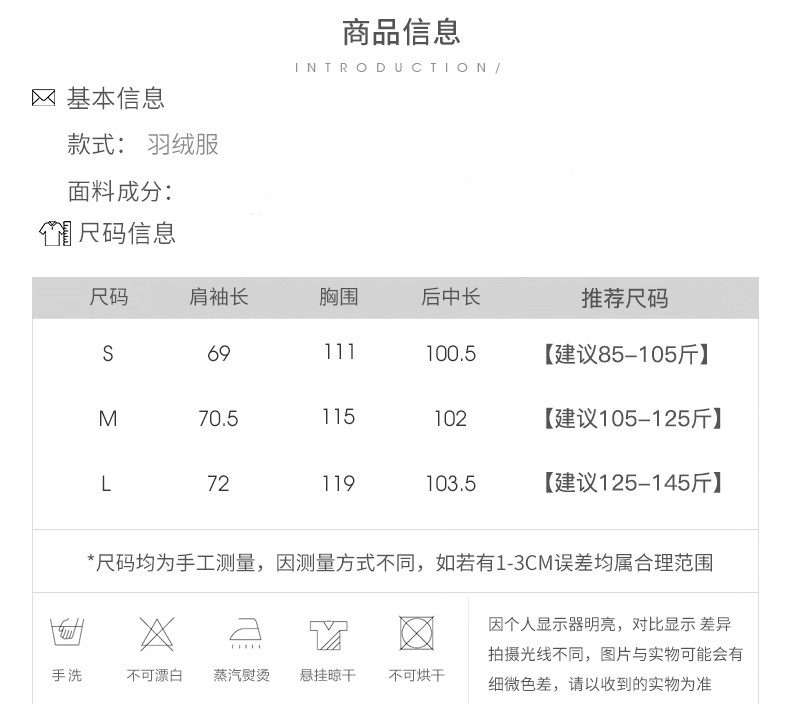 商品信息
INTRODUCTION/
基本信息
款式： 羽绒服
面料成分：
尺码信息
尺码 肩袖长 胸围 后中长 推荐尺码
S 69 111 100.5 【建议85-105斤】
M 70.5 115 102 【建议105-125斤】
L 72 119 103.5 【建议125-145斤】
*尺码均为手工测量，因测量方式不同，如若有1-3CM误差均属合理范围
手洗 不可漂白 蒸汽熨烫 悬挂晾干 不可烘干
因个人显示器明亮，对比显示 差异
拍摄光线不同，图片与实物可能会有
细微色差，请以收到的实物为准